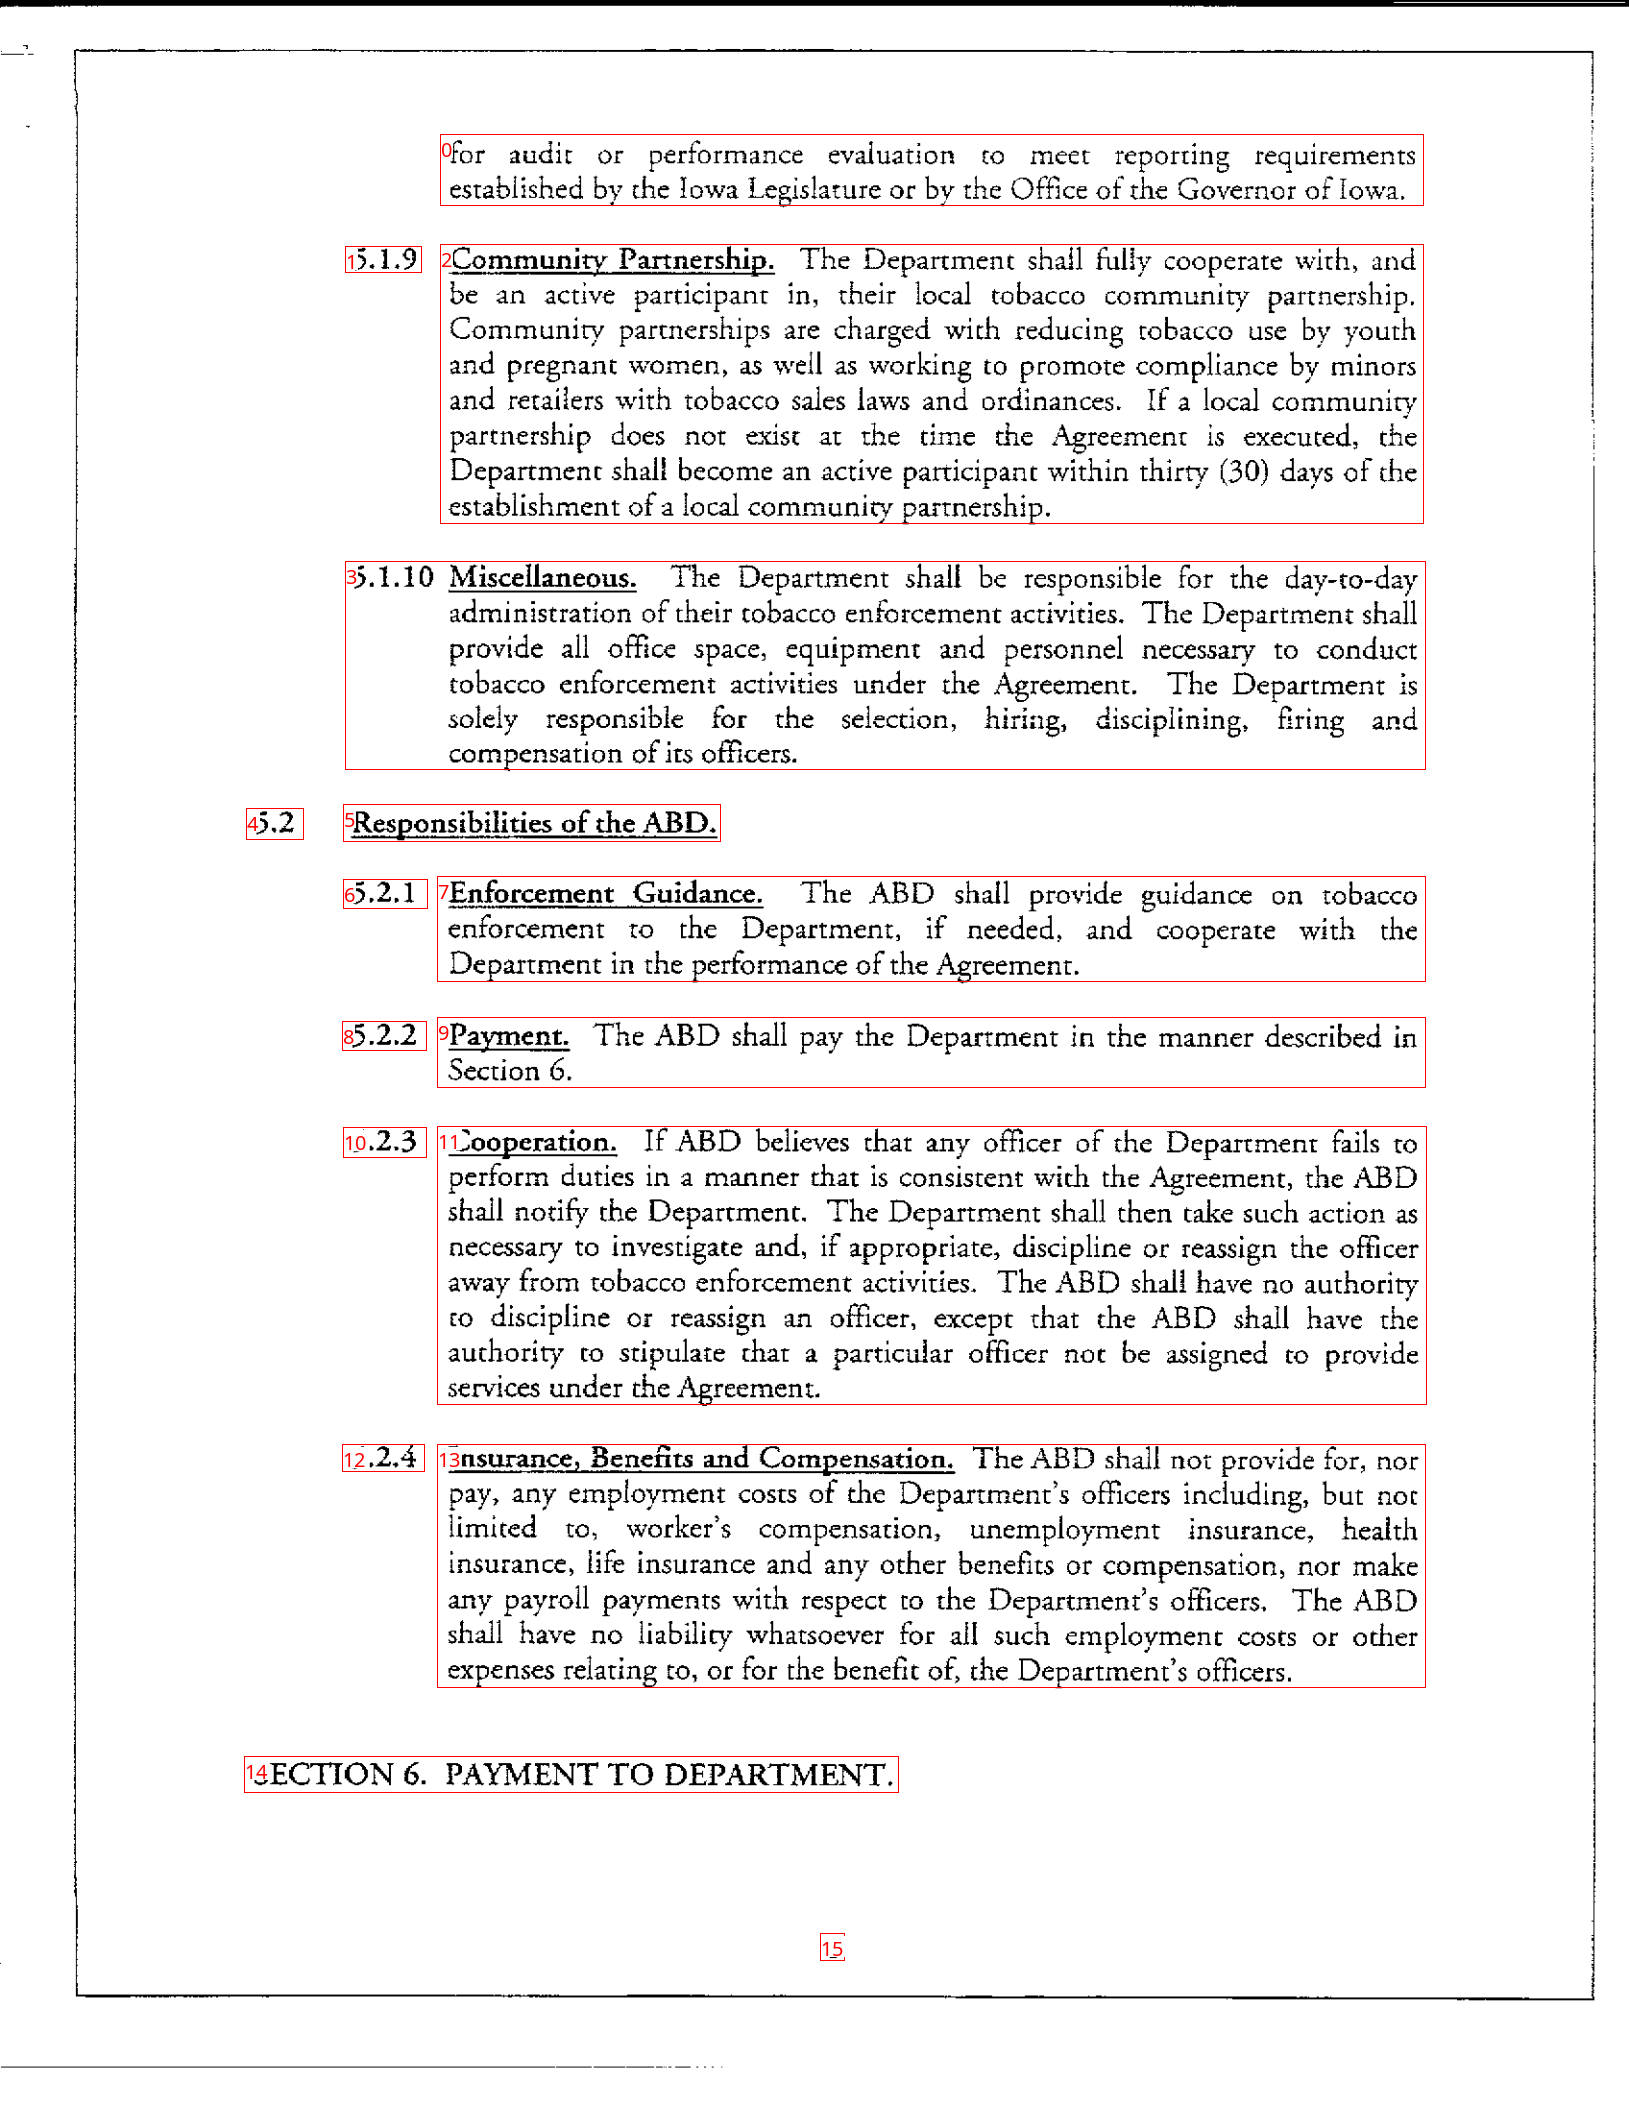 for audit or performance evaluation to meet reporting requirements
established by the Iowa Legislature or by the Office of the Governor of Iowa.
5.1.9 Community Partnership. The Department shall fully cooperate with, and
be an active participant in, their local tobacco community partnership.
Community partnerships are charged with reducing tobacco use by youth
and pregnant women, as well as working to promote compliance by minors
and retailers with tobacco sales laws and ordinances. If a local community
partnership does not exist at the time the Agreement is executed, the
Department shall become an active participant within thirty (30) days of the
establishment of a local community partnership.
5.1.10 Miscellaneous. The Department shall be responsible for the day-to-day
administration of their tobacco enforcement activities. The Department shall
provide all office space, equipment and personnel necessary to conduct
tobacco enforcement activities under the Agreement. The Department is
solely responsible for the selection, hiring, disciplining, firing and
compensation of its officers.
5.2 Responsibilities of the ABD.
5.2.1 Enforcement Guidance. The ABD shall provide guidance on tobacco
enforcement to the Department, if needed, and cooperate with the
Department in the performance of the Agreement.
5.2.2 Payment. The ABD shall pay the Department in the manner described in
Section 6.
5.2.3 Cooperation. If ABD believes that any officer of the Department fails to
perform duties in a manner that is consistent with the Agreement, the ABD
shall notify the Department. The Department shall then take such action as
necessary to investigate and, if appropriate, discipline or reassign the officer
away from tobacco enforcement activities. The ABD shall have no authority
to discipline or reassign an officer, except that the ABD shall have the
authority to stipulate that a particular officer not be assigned to provide
services under the Agreement.
5.2.4 Insurance, Benefits and Compensation. The ABD shall not provide for, nor
pay, any employment costs of the Department's officers including, but not
limited to, worker's compensation, unemployment insurance, health
insurance, life insurance and any other benefits or compensation, nor make
any payroll payments with respect to the Department's officers. The ABD
shall have no liability whatsoever for all such employment costs or other
expenses relating to, or for the benefit of, the Department's officers.
SECTION 6. PAYMENT TO DEPARTMENT.